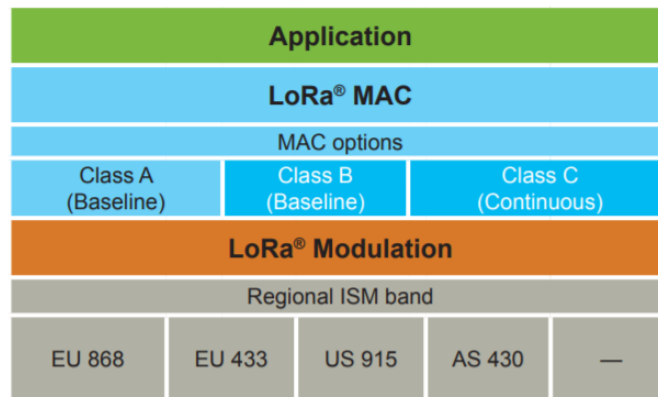 Application
LoRa® MAC
MAC options
Class A
(Baseline)
Class B
(Baseline)
Class C
(Continuous)
LoRa® Modulation
Regional ISM band
EU 868
EU 433
US 915
AS 430
—